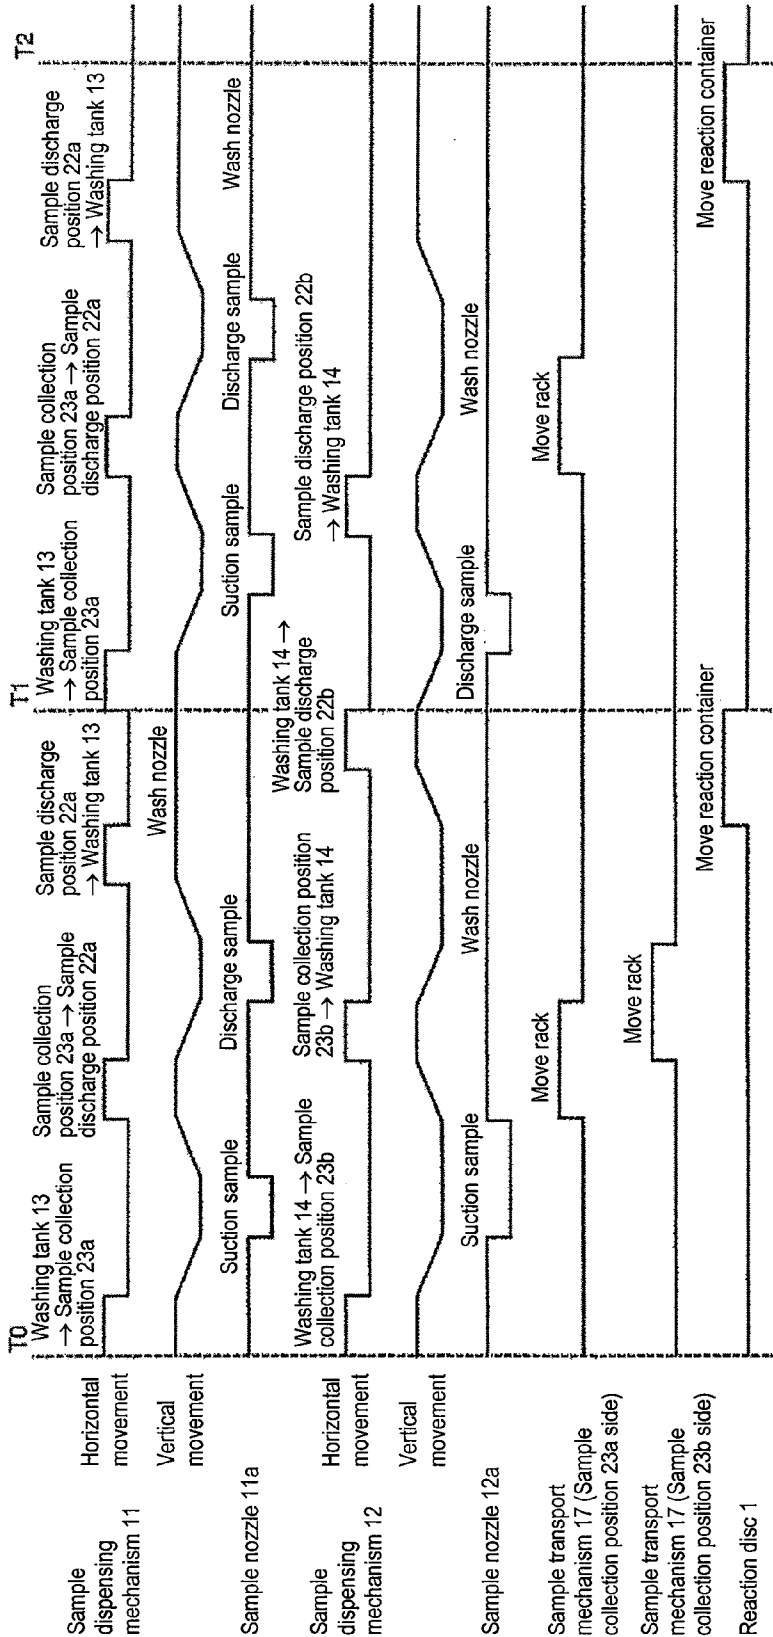 T0
T1
T2
Sample
dispensing
mechanism 11
Horizontal
movement
Washing tank 13
→ Sample collection
position 23a
Sample collection
position 23a → Sample
discharge position 22a
Sample discharge
position 22a
→ Washing tank 13
Washing tank 13
→ Sample collection
position 23a
Sample collection
position 23a → Sample
discharge position 22a
Sample discharge
position 22a
→ Washing tank 13
Vertical
movement
Wash nozzle
Sample nozzle 11a
Suction sample
Discharge sample
Suction sample
Discharge sample
Wash nozzle
Sample
dispensing
mechanism 12
Horizontal
movement
Washing tank 14 → Sample
collection position 23b
Sample collection position
23b → Washing tank 14
Washing tank 14 →
Sample discharge
position 22b
Sample discharge position 22b
→ Washing tank 14
Vertical
movement
Sample nozzle 12a
Suction sample
Wash nozzle
Discharge sample
Wash nozzle
Sample transport
mechanism 17 (Sample
collection position 23a side)
Move rack
Move rack
Sample transport
mechanism 17 (Sample
collection position 23b side)
Move rack
Reaction disc 1
Move reaction container
Move reaction container